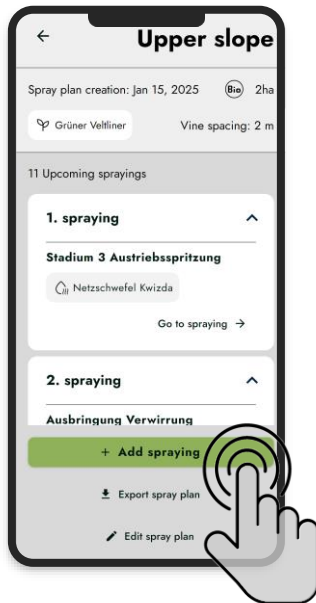 Upper slope
Spray plan creation: Jan 15, 2025 Bio 2ha
Grüner Veltliner Vine spacing: 2 m
11 Upcoming sprayings
1. spraying
Stadium 3 Austriebsspritzung
Netzschwefel Kwizda
Go to spraying →
2. spraying
Ausbringung Verwirrung
+ Add spraying
Export spray plan
Edit spray plan